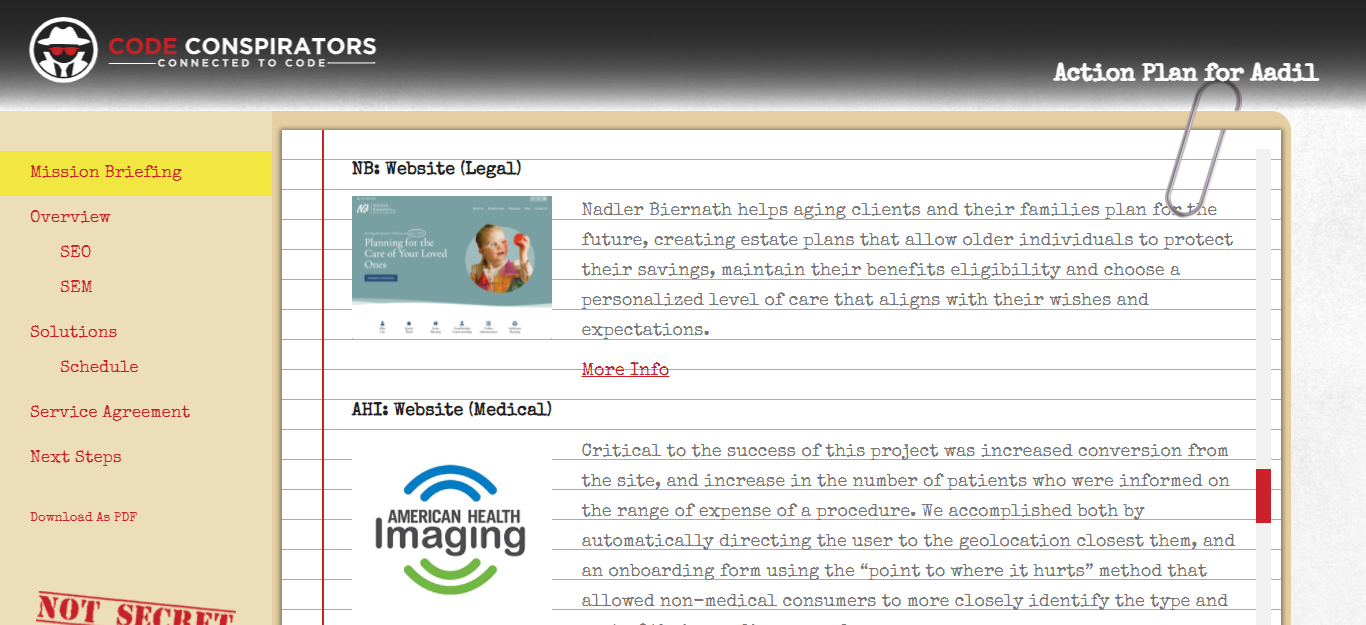 CODE CONSPIRATORS
CONNECTED TO CODE
Action Plan for Aadil
Mission Briefing
Overview
SEO
SEM
Solutions
Schedule
Service Agreement
Next Steps
Download As PDF
NOT SECRET
NB: Website (Legal)
Planning for the
Care of Your Loved
Ones
Nadler Biernath helps aging clients and their families plan for the
future, creating estate plans that allow older individuals to protect
their savings, maintain their benefits eligibility and choose a
personalized level of care that aligns with their wishes and
expectations.
More Info
AHI: Website (Medical)
AMERICAN HEALTH
Imaging
Critical to the success of this project was increased conversion from
the site, and increase in the number of patients who were informed on
the range of expense of a procedure. We accomplished both by
automatically directing the user to the geolocation closest them, and
an onboarding form using the “point to where it hurts” method that
allowed non-medical consumers to more closely identify the type and